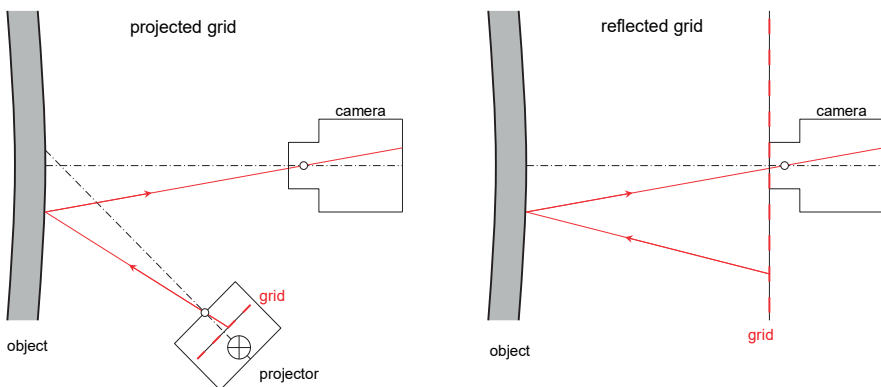 projected grid
camera
grid
object
projector
reflected grid
camera
grid
object